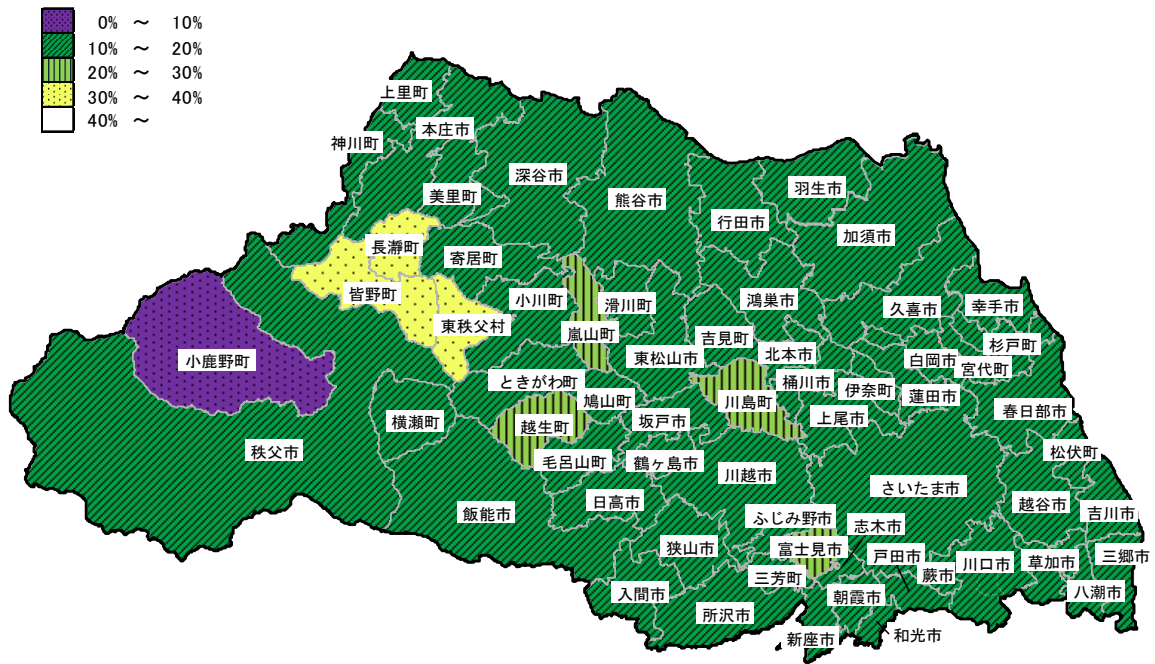 0% ～ 10%
10% ～ 20%
20% ～ 30%
30% ～ 40%
40% ～
上里町
本庄市
神川町
深谷市
美里町
熊谷市
羽生市
行田市
加須市
長瀞町
寄居町
皆野町
小川町
滑川町
鴻巣市
久喜市
幸手市
東秩父村
嵐山町
吉見町
杉戸町
小鹿野町
東松山市
北本市
白岡市
宮代町
ときがわ町
桶川市
伊奈町
鳩山町
川島町
蓮田市
横瀬町
越生町
坂戸市
上尾市
春日部市
秩父市
毛呂山町
鶴ヶ島市
川越市
松伏町
さいたま市
日高市
越谷市
飯能市
ふじみ野市
志木市
吉川市
狭山市
富士見市
戸田市
川口市
草加市
三郷市
三芳町
蕨市
入間市
朝霞市
八潮市
所沢市
新座市
和光市